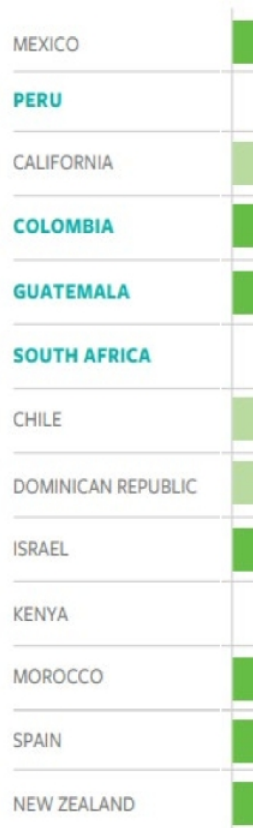 MEXICO
PERU
CALIFORNIA
COLOMBIA
GUATEMALA
SOUTH AFRICA
CHILE
DOMINICAN REPUBLIC
ISRAEL
KENYA
MOROCCO
SPAIN
NEW ZEALAND